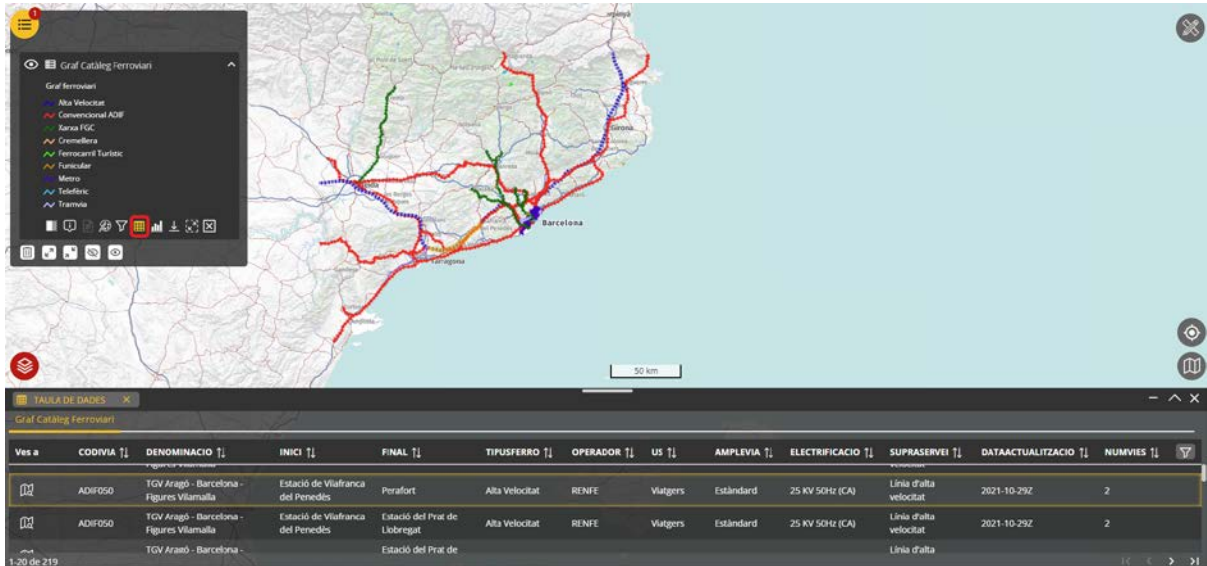 1
Graf Catàleg Ferroviari
Graf ferroviari
Alta Velocitat
Convencional ADIF
Xarxa FGC
Cremellera
Ferrocarril Turístic
Funicular
Metro
Telefèric
Tramvia
Girona
Barcelona
Tarragona
50 km
TAULA DE DADES
Graf Catàleg Ferroviari
Ves a CODIVIA DENOMINACIO INICI FINAL TIPUSFERRO OPERADOR US AMPLEVIA ELECTRIFICACIO SUPRASERVEI DATAACTUALITZACIO NUMVIES
Figures Vilamalla velocitat
TGV Aragó - Barcelona - Estació de Vilafranca Línia d'alta
ADIF050 Perafort Alta Velocitat RENFE Viatgers Estàndard 25 KV 50Hz (CA) 2021-10-29Z 2
Figures Vilamalla del Penedès velocitat
TGV Aragó - Barcelona - Estació de Vilafranca Estació del Prat de Línia d'alta
ADIF050 Alta Velocitat RENFE Viatgers Estàndard 25 KV 50Hz (CA) 2021-10-29Z 2
Figures Vilamalla del Penedès Llobregat velocitat
TGV Aragó - Barcelona - Estació del Prat de Línia d'alta
1-20 de 219